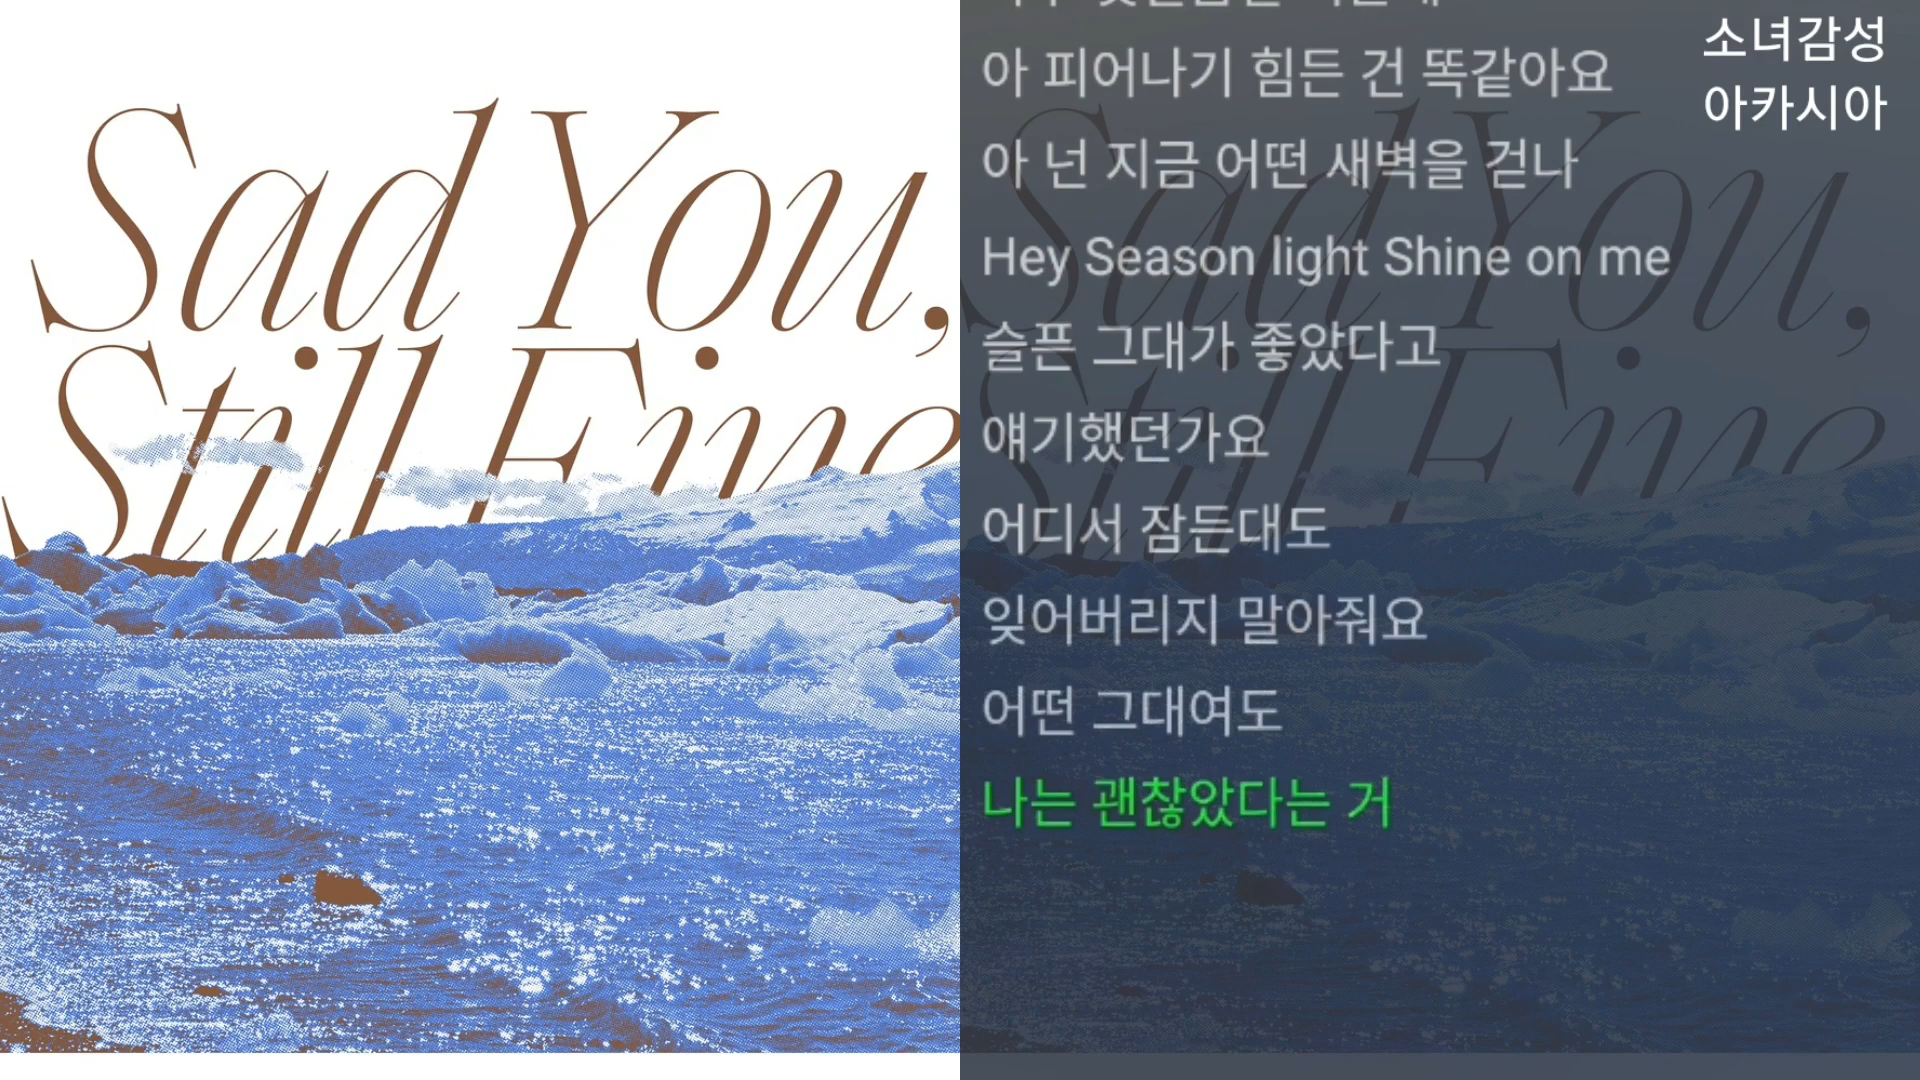 Sad You,
Still Fine
아 피어나기 힘든 건 똑같아요
아 넌 지금 어떤 새벽을 걷나
Hey Season light Shine on me
슬픈 그대가 좋았다고
얘기했던가요
어디서 잠든대도
잊어버리지 말아줘요
어떤 그대여도
나는 괜찮았다는 거
소녀감성
아카시아